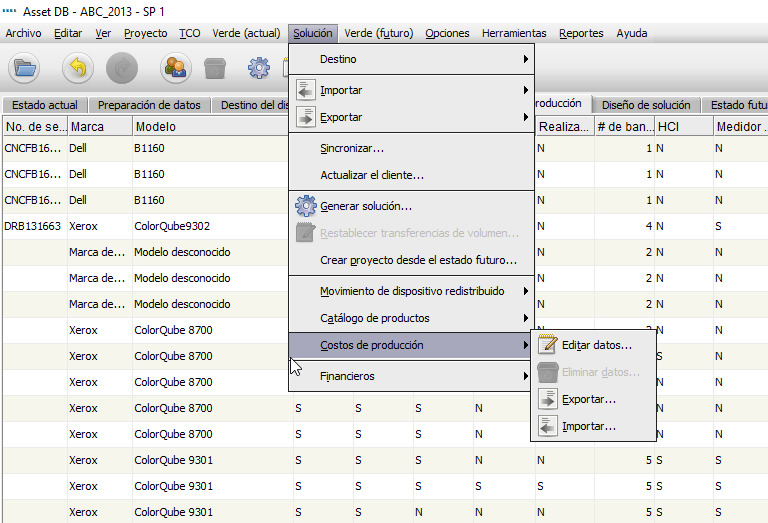 Asset DB - ABC_2013 - SP 1
Archivo Editar Ver Proyecto TCO Verde (actual) Solución Verde (futuro) Opciones Herramientas Reportes Ayuda
Destino
Importar
Exportar
Sincronizar...
Actualizar el cliente...
Generar solución...
Restablecer transferencias de volumen...
Crear proyecto desde el estado futuro...
Movimiento de dispositivo redistribuido
Catálogo de productos
Costos de producción
Financieros
Editar datos...
Eliminar datos...
Exportar...
Importar...
Estado actual Preparación de datos Destino del dis roducción Diseño de solución Estado futu
No. de se... Marca Modelo Realiza... # de ban... HCI Medidor .
CNCFB16... Dell B1160 N 1 N N
CNCFB16... Dell B1160 N 1 N N
CNCFB16... Dell B1160 N 1 N N
DRB131663 Xerox ColorQube9302 N 4 N S
Marca de... Modelo desconocido N 2 N N
Marca de... Modelo desconocido N 2 N N
Marca de... Modelo desconocido N 2 N N
Xerox ColorQube 8700 N 2 N N
Xerox ColorQube 8700 S N
Xerox ColorQube 8700 N
Xerox ColorQube 8700 S S S N N
Xerox ColorQube 8700 S S S N N
Xerox ColorQube 9301 S S S N N 5 S S
Xerox ColorQube 9301 S S S S S 5 S S
Xerox ColorQube 9301 S S N N N 5 S S